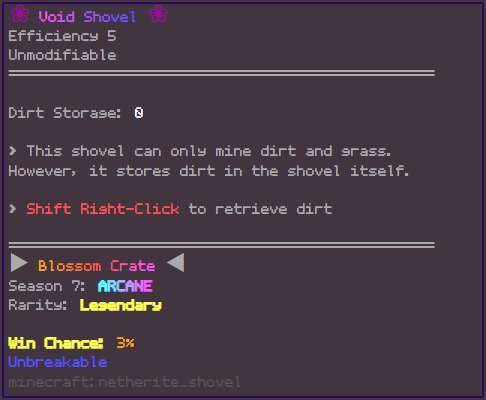 Void Shovel
Efficiency 5
Unmodifiable
Dirt Storage: 0
> This shovel can only mine dirt and grass.
However, it stores dirt in the shovel itself.
> Shift Right-Click to retrieve dirt
▶ Blossom Crate ◀
Season 7: ARCANE
Rarity: Legendary
Win Chance: 3%
Unbreakable
minecraft:netherite_shovel